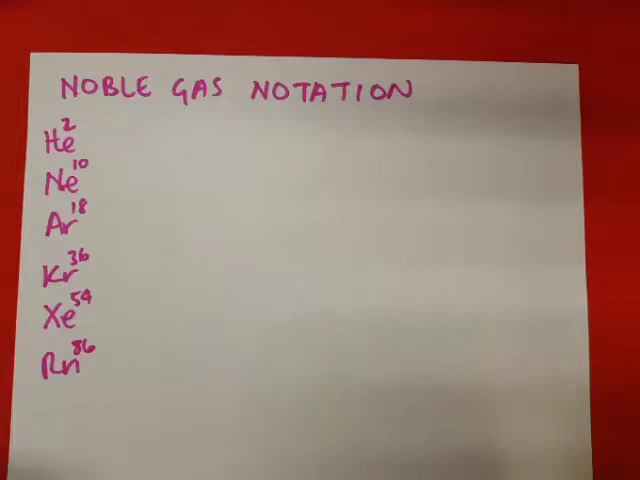 NOBLE GAS NOTATION
He²
Ne¹⁰
Ar¹⁸
Kr³⁶
Xe⁵⁴
Rn⁸⁶